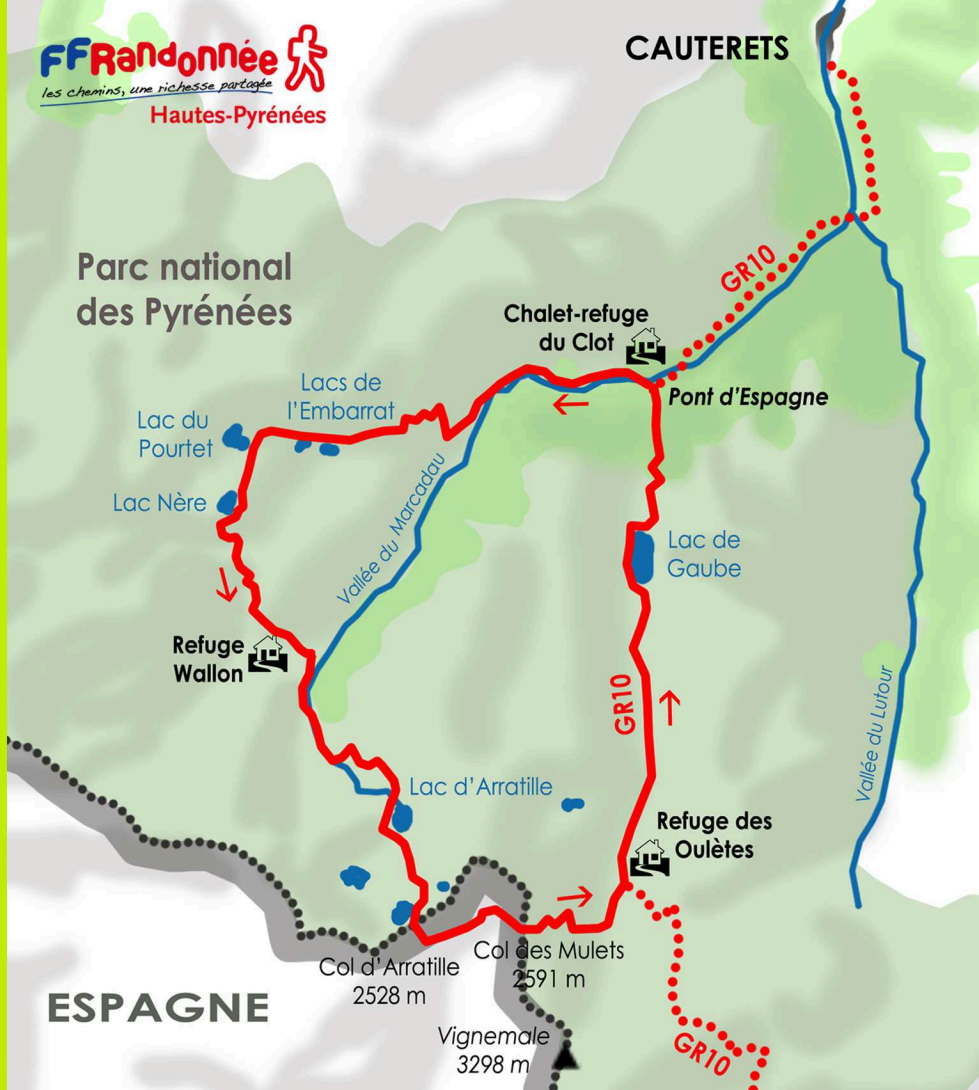 FFRandonnée
les chemins, une richesse partagée
Hautes-Pyrénées
CAUTERETS
Parc national
des Pyrénées
GR10
Chalet-refuge
du Clot
Pont d'Espagne
Lacs de
l'Embarrat
Lac du
Pourtet
Lac Nère
Vallée du Marcadau
Lac de
Gaube
Refuge
Wallon
GR10
Vallée du Lutour
Lac d'Arratille
Refuge des
Oulètes
Col d'Arratille
2528 m
Col des Mulets
2591 m
ESPAGNE
Vignemale
3298 m
GR10